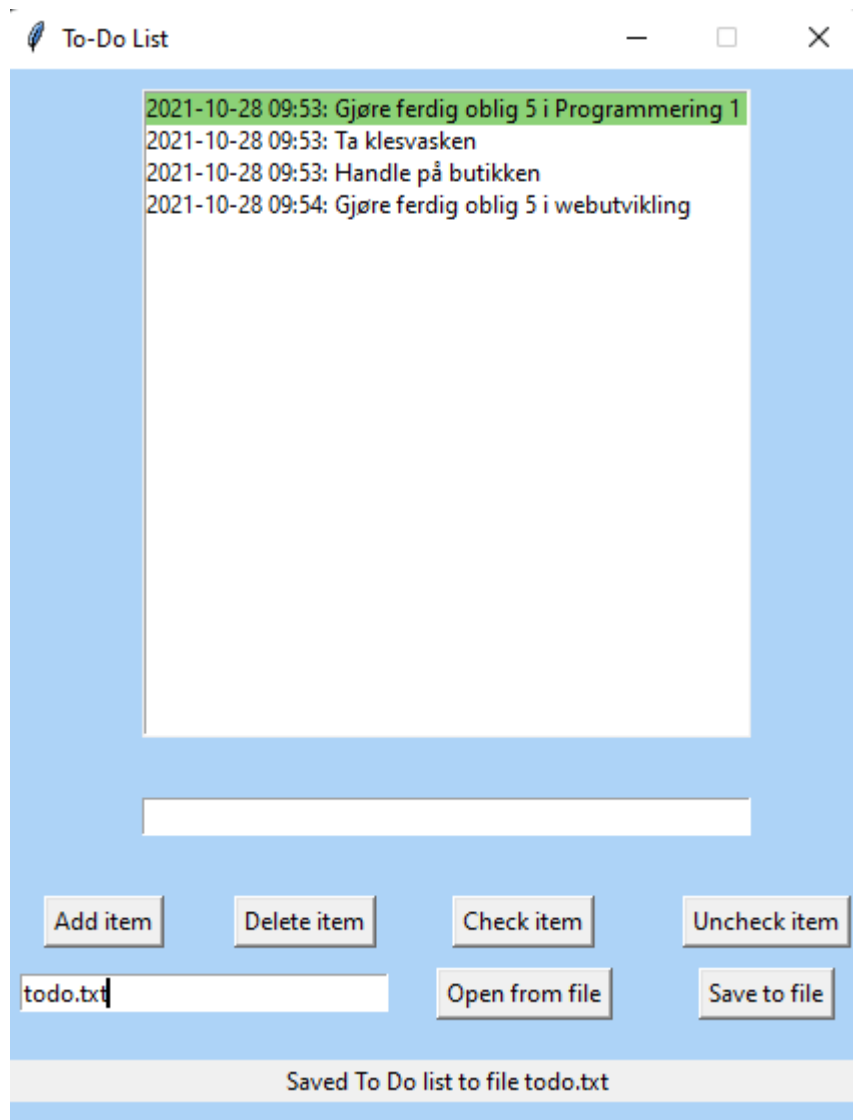 To-Do List
2021-10-28 09:53: Gjøre ferdig oblig 5 i Programmering 1
2021-10-28 09:53: Ta klesvasken
2021-10-28 09:53: Handle på butikken
2021-10-28 09:54: Gjøre ferdig oblig 5 i webutvikling
Add item Delete item Check item Uncheck item
todo.txt Open from file Save to file
Saved To Do list to file todo.txt